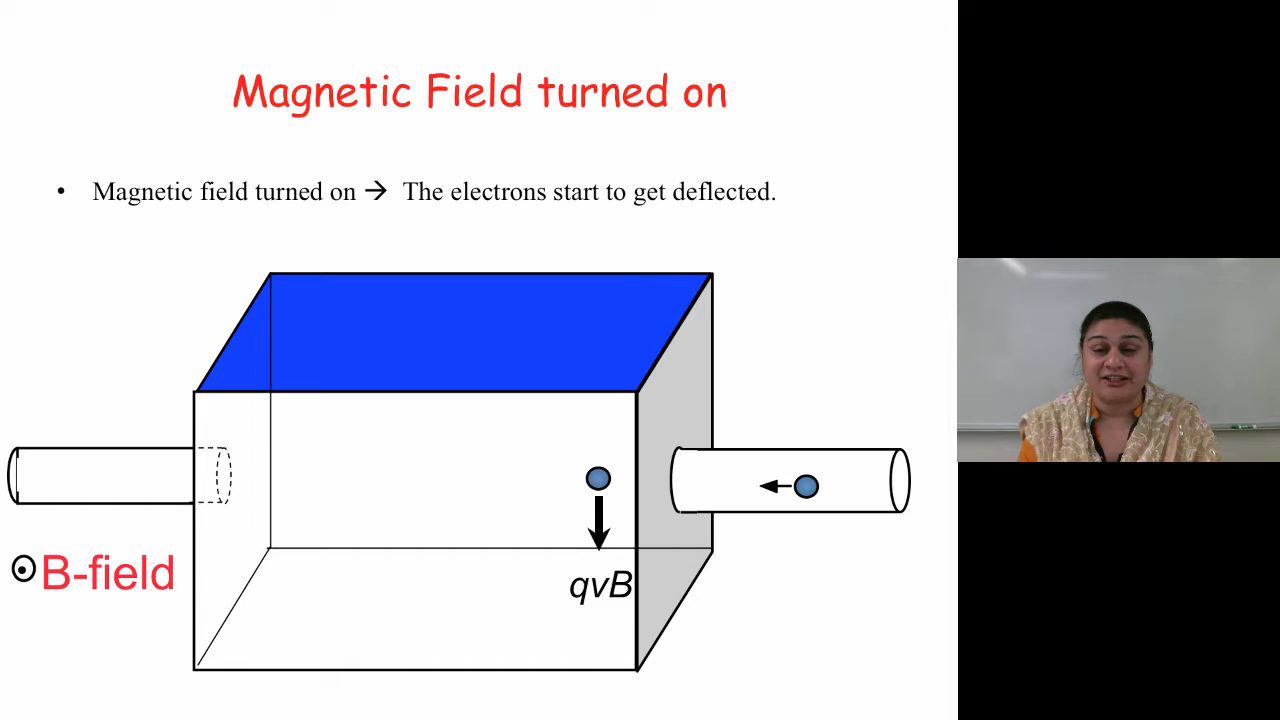 Magnetic Field turned on
• Magnetic field turned on → The electrons start to get deflected.
B-field
qvB